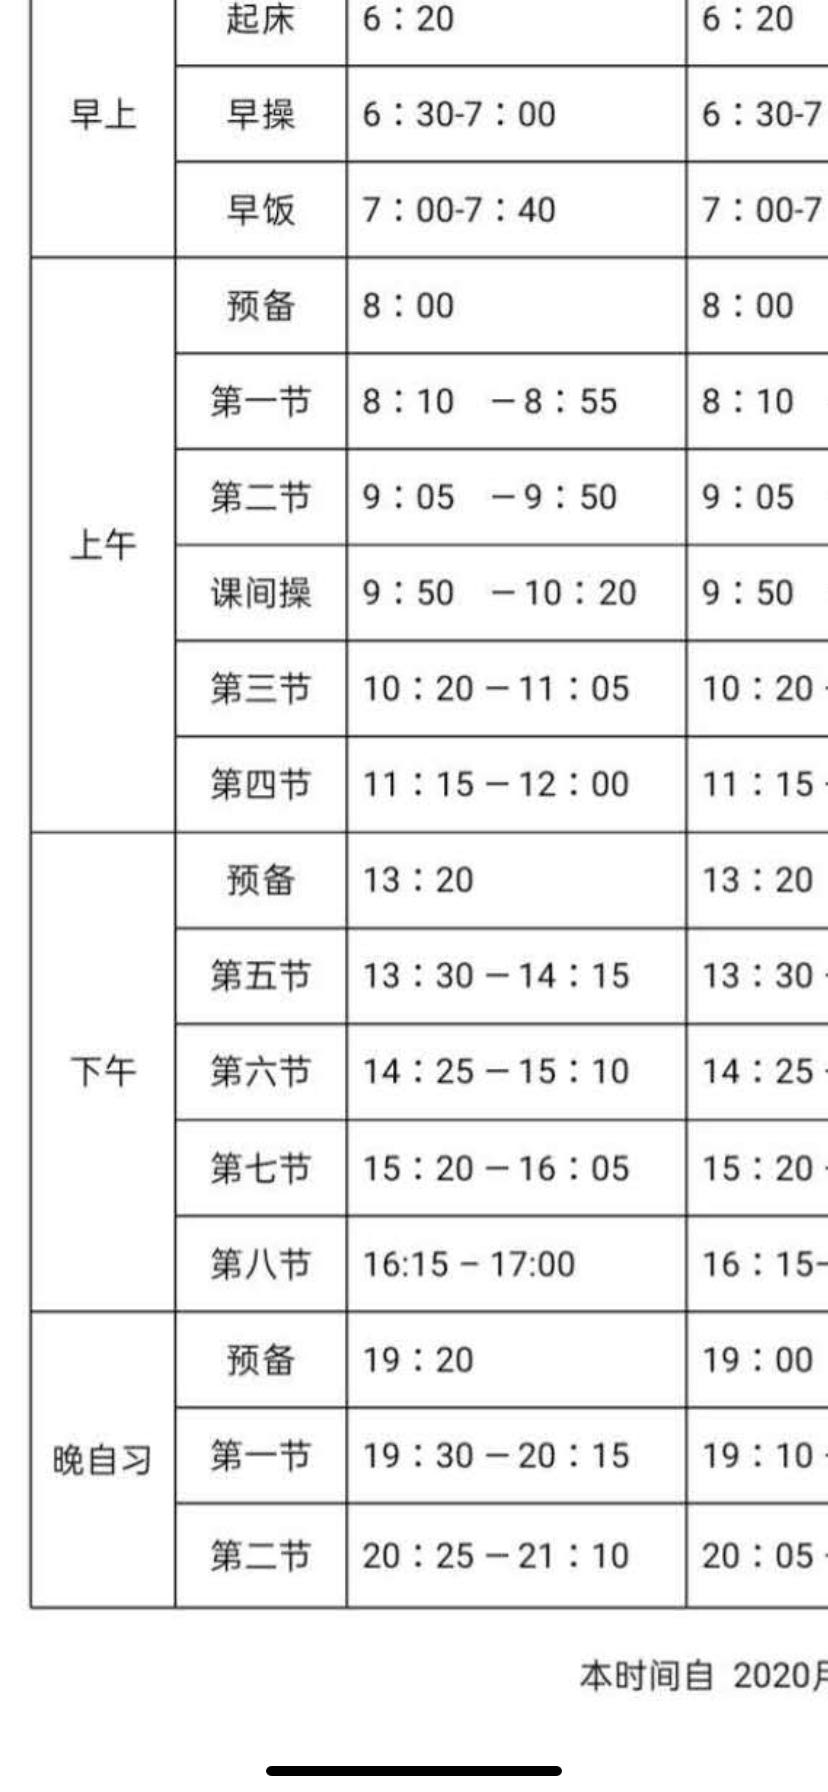 起床 6：20 6：20
早上 早操 6：30-7：00 6：30-7
早饭 7：00-7：40 7：00-7
预备 8：00 8：00
第一节 8：10 －8：55 8：10
第二节 9：05 －9：50 9：05
上午
课间操 9：50 －10：20 9：50
第三节 10：20－11：05 10：20
第四节 11：15－12：00 11：15
预备 13：20 13：20
第五节 13：30－14：15 13：30
下午 第六节 14：25－15：10 14：25
第七节 15：20－16：05 15：20
第八节 16:15－17:00 16：15-
预备 19：20 19：00
晚自习 第一节 19：30－20：15 19：10
第二节 20：25－21：10 20：05
本时间自 2020